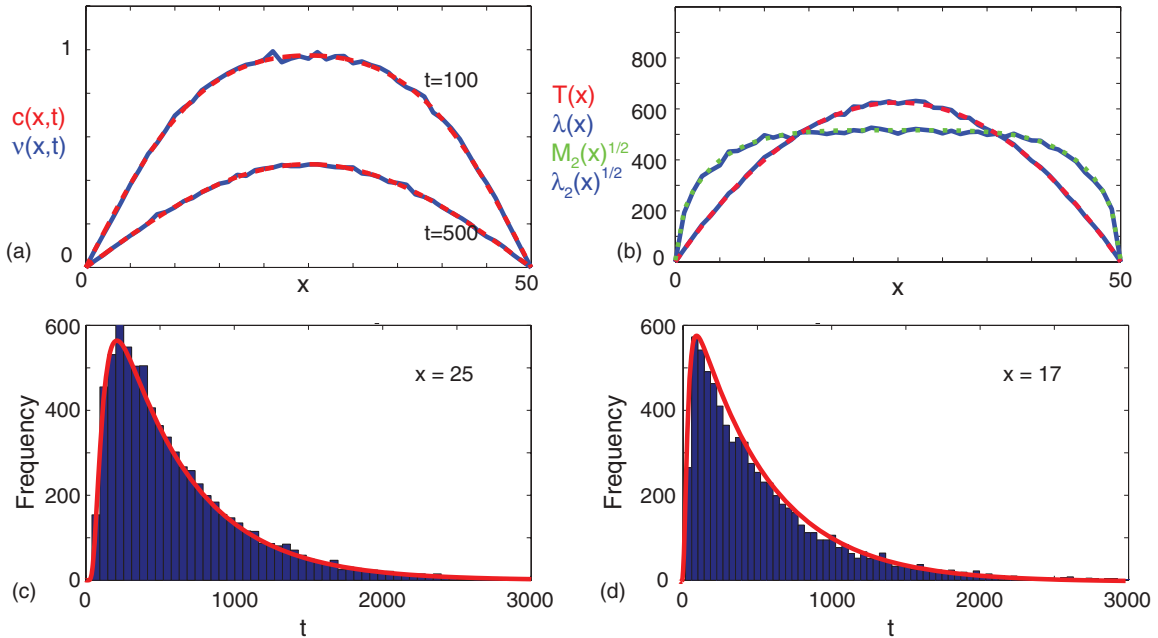 1
c(x,t)
ν(x,t)
0
t=100
t=500
(a)
0
x
50
800
600
400
200
0
T(x)
λ(x)
M₂(x)^1/2
λ₂(x)^1/2
(b)
0
x
50
600
400
200
0
Frequency
x = 25
(c)
0
1000
2000
3000
t
600
400
200
0
Frequency
x = 17
(d)
0
1000
2000
3000
t